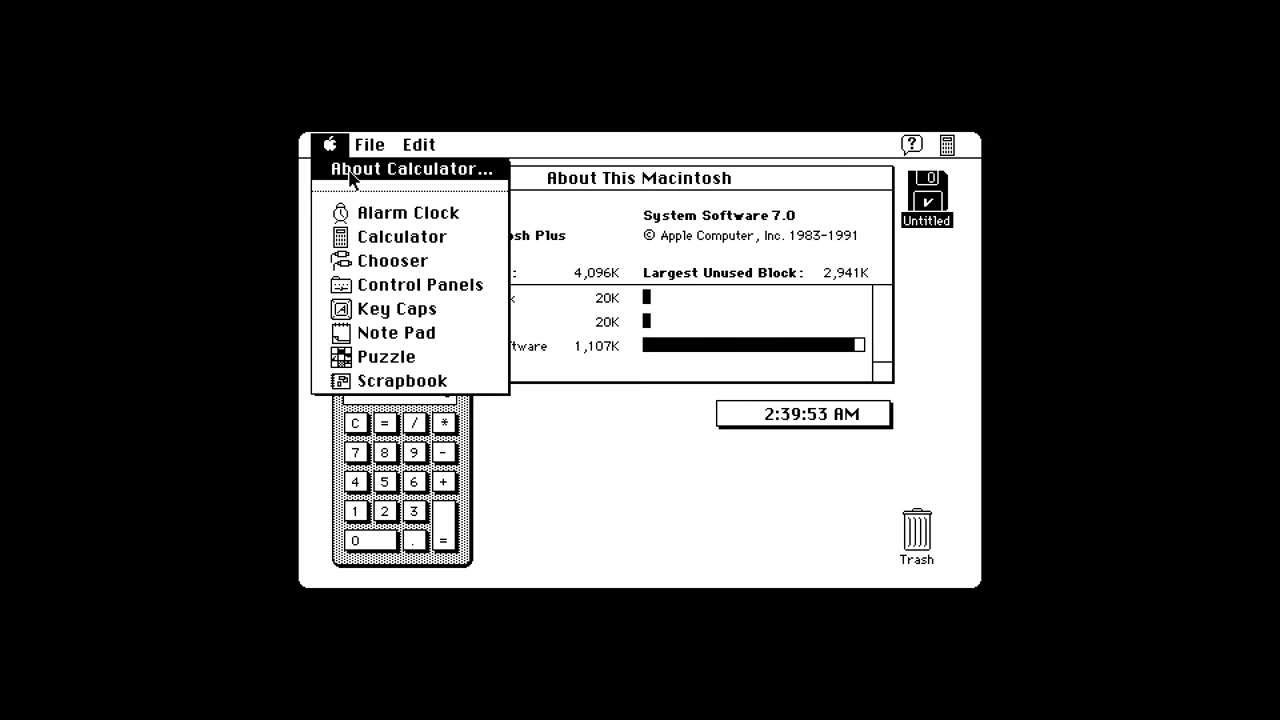 File Edit
About Calculator...
Alarm Clock
Calculator
Chooser
Control Panels
Key Caps
Note Pad
Puzzle
Scrapbook
About This Macintosh
System Software 7.0
sh Plus
© Apple Computer, Inc. 1983-1991
: 4,096K Largest Unused Block: 2,941K
20K
20K
tware 1,107K
Untitled
2:39:53 AM
C = / *
7 8 9 -
4 5 6 +
1 2 3
0 . =
Trash